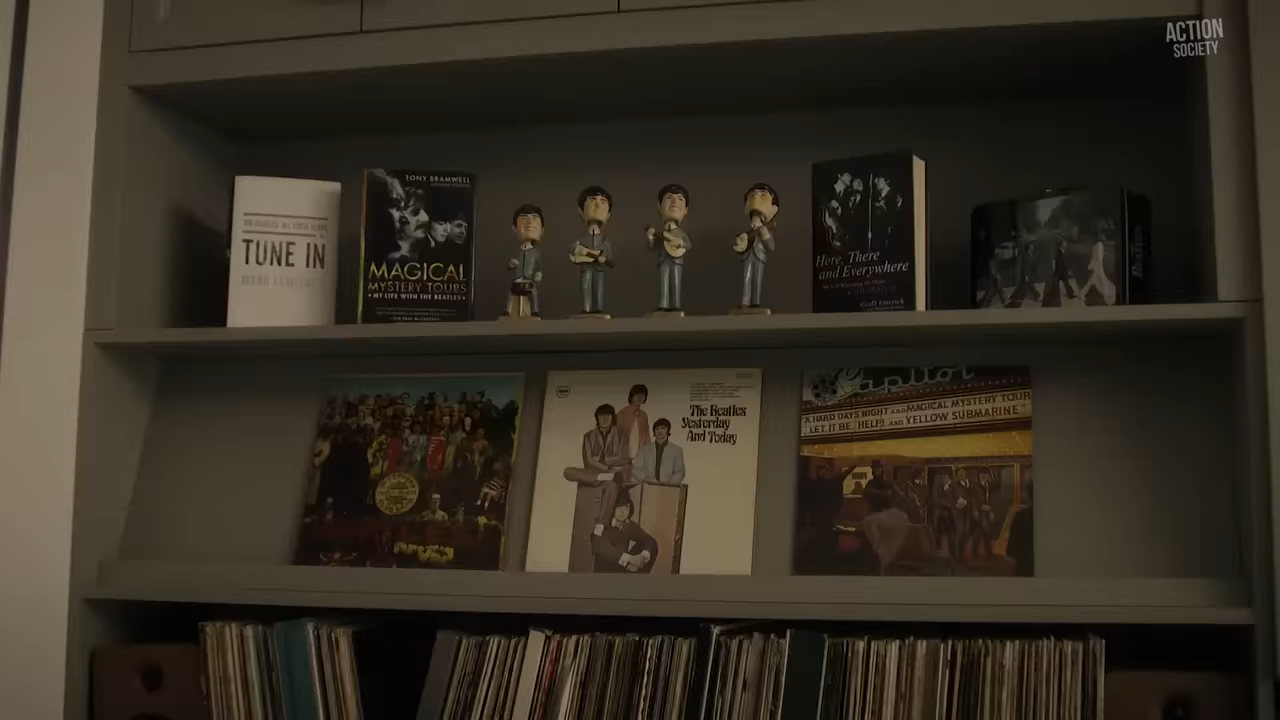 ACTION
SOCIETY
TUNE IN
TONY BRAMWELL
MAGICAL
MYSTERY TOURS
MY LIFE WITH THE BEATLES
Here, There
and Everywhere
Geoff Emerick
The Beatles
Yesterday
And Today
Capitol
A HARD DAYS NIGHT AND MAGICAL MYSTERY TOUR
LET IT BE, HELP! AND YELLOW SUBMARINE